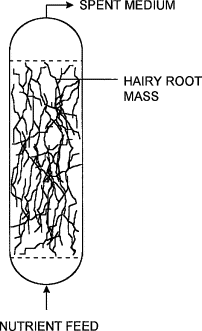 SPENT MEDIUM
HAIRY ROOT
MASS
NUTRIENT FEED